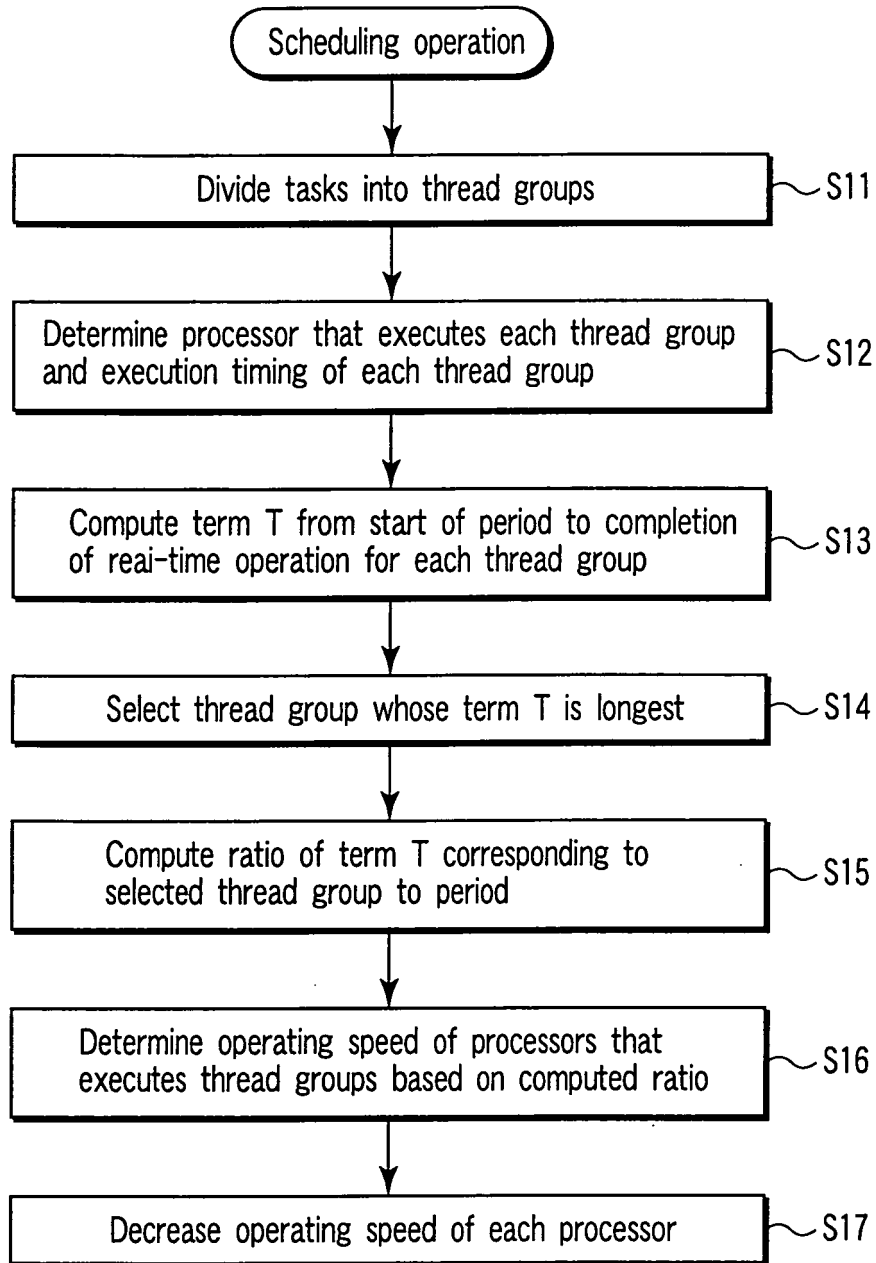 Scheduling operation
Divide tasks into thread groups
S11
Determine processor that executes each thread group
and execution timing of each thread group
S12
Compute term T from start of period to completion
of reai-time operation for each thread group
S13
Select thread group whose term T is longest
S14
Compute ratio of term T corresponding to
selected thread group to period
S15
Determine operating speed of processors that
executes thread groups based on computed ratio
S16
Decrease operating speed of each processor
S17